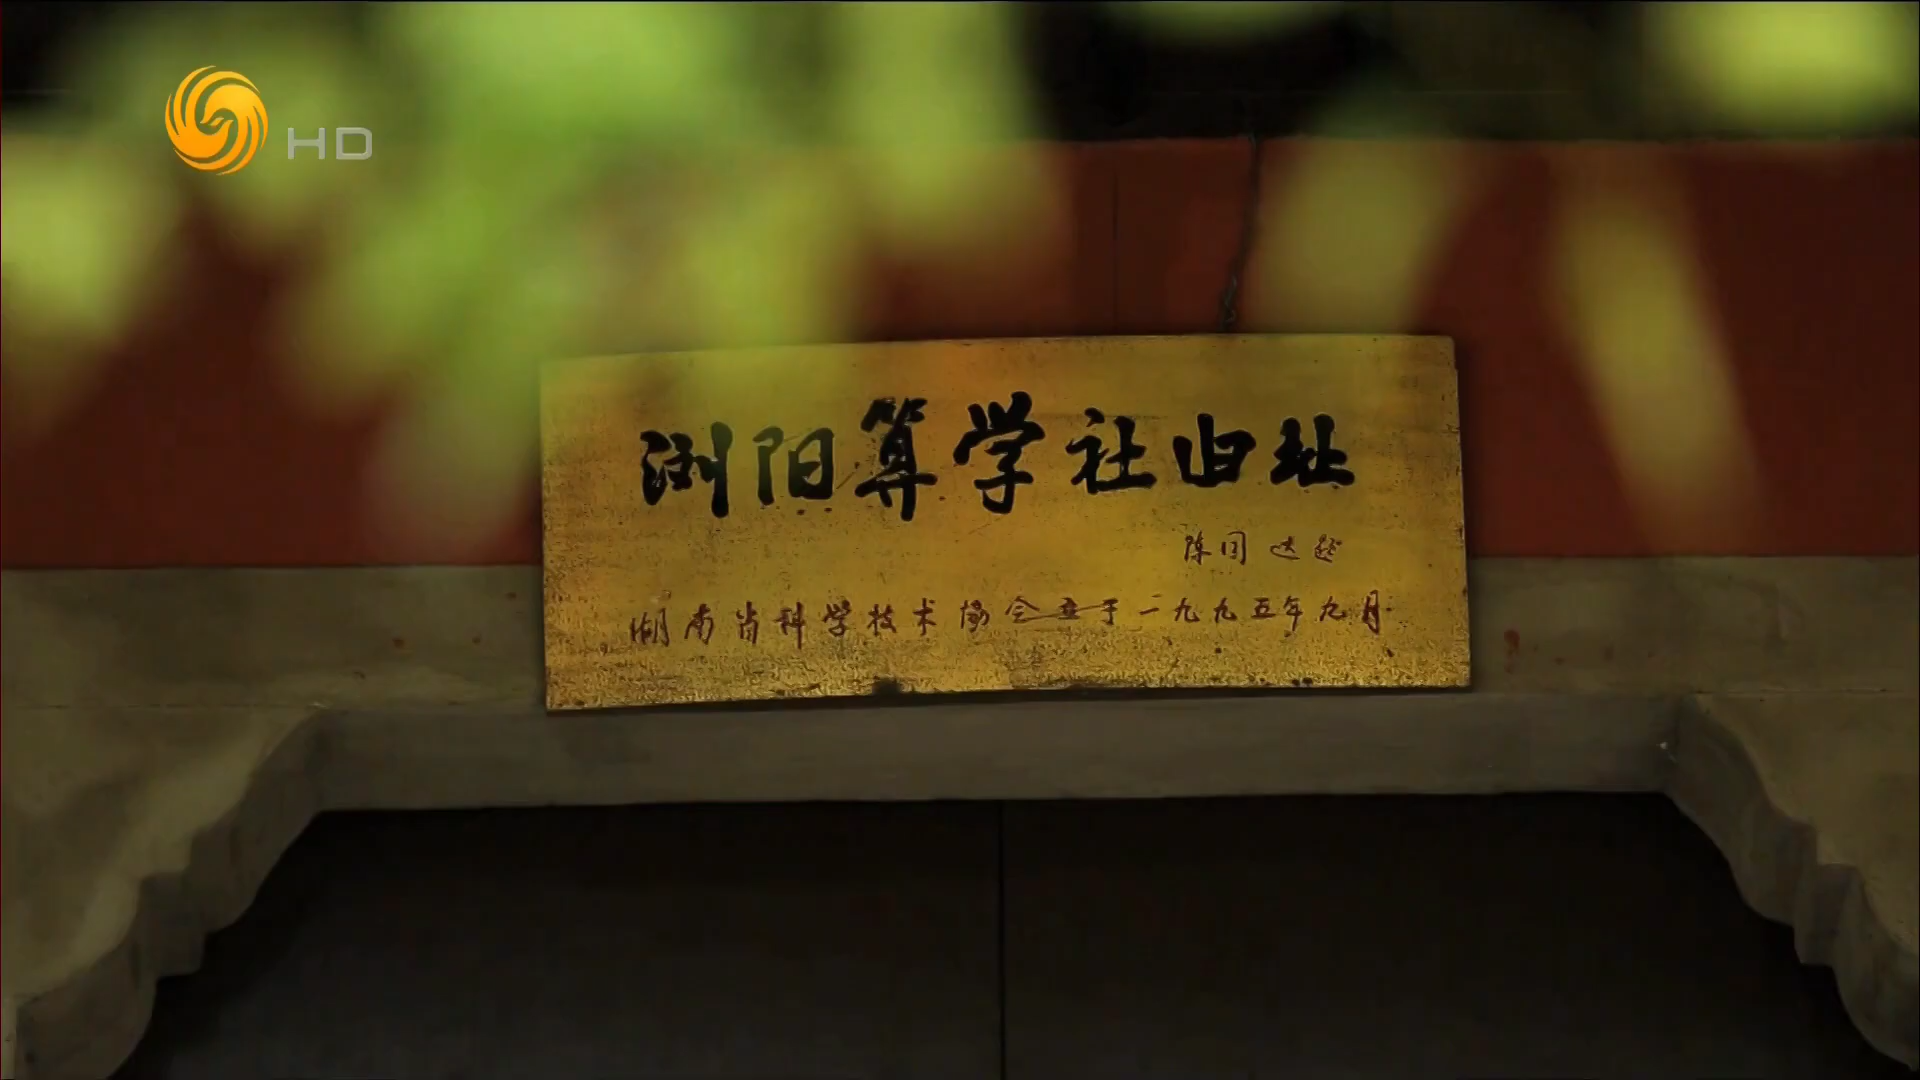 HD
浏阳算学社旧址
陈国达题
湖南省科学技术协会立于一九九五年九月